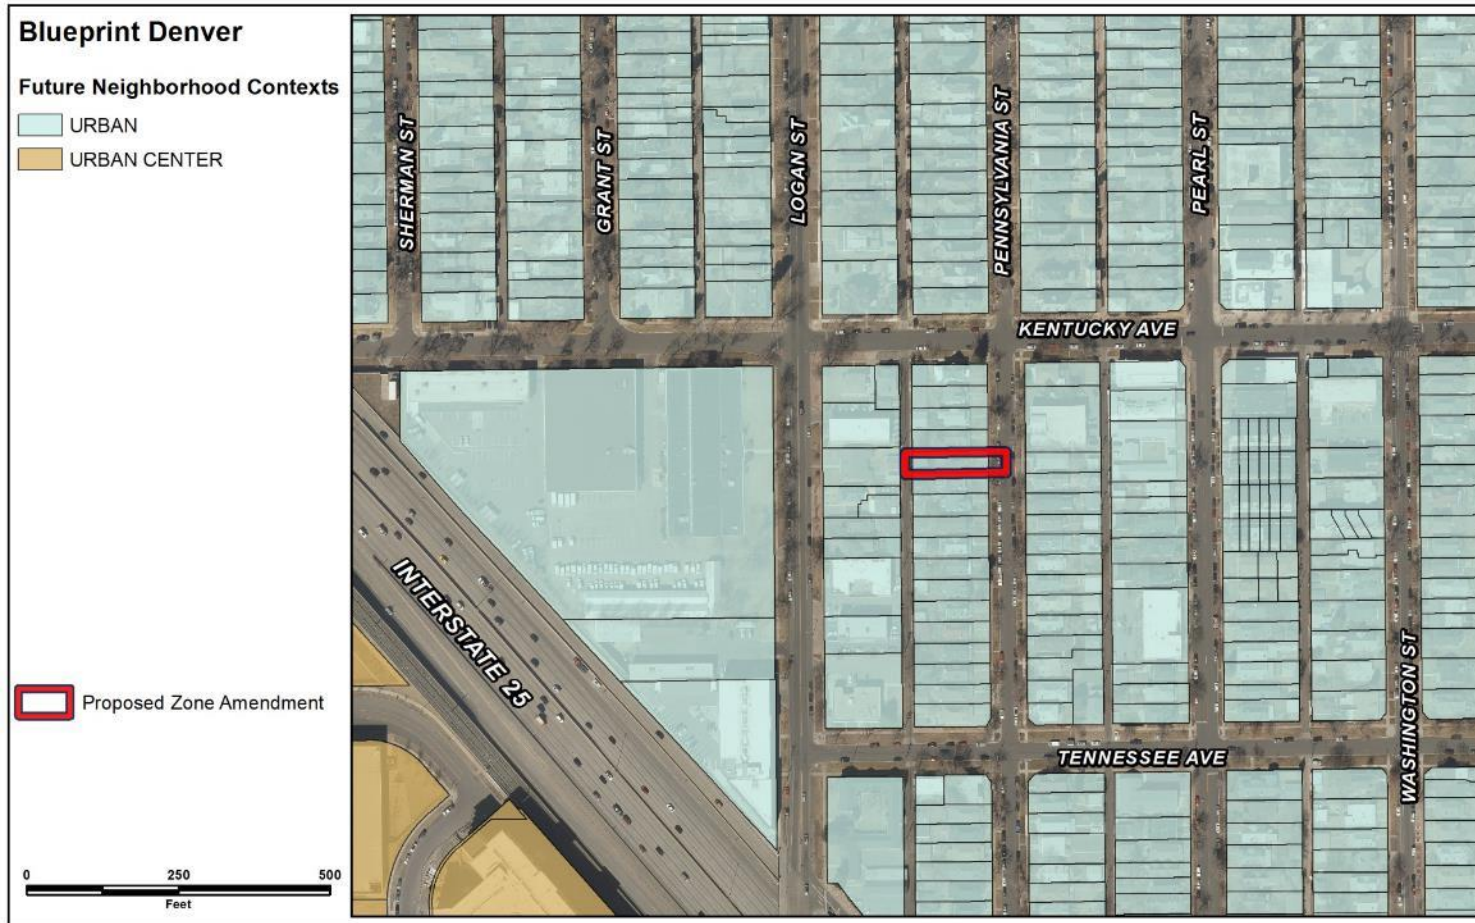 Blueprint Denver
Future Neighborhood Contexts
URBAN
URBAN CENTER
Proposed Zone Amendment
0 250 500
Feet
SHERMAN ST
GRANT ST
LOGAN ST
PENNSYLVANIA ST
PEARL ST
KENTUCKY AVE
INTERSTATE 25
TENNESSEE AVE
WASHINGTON ST